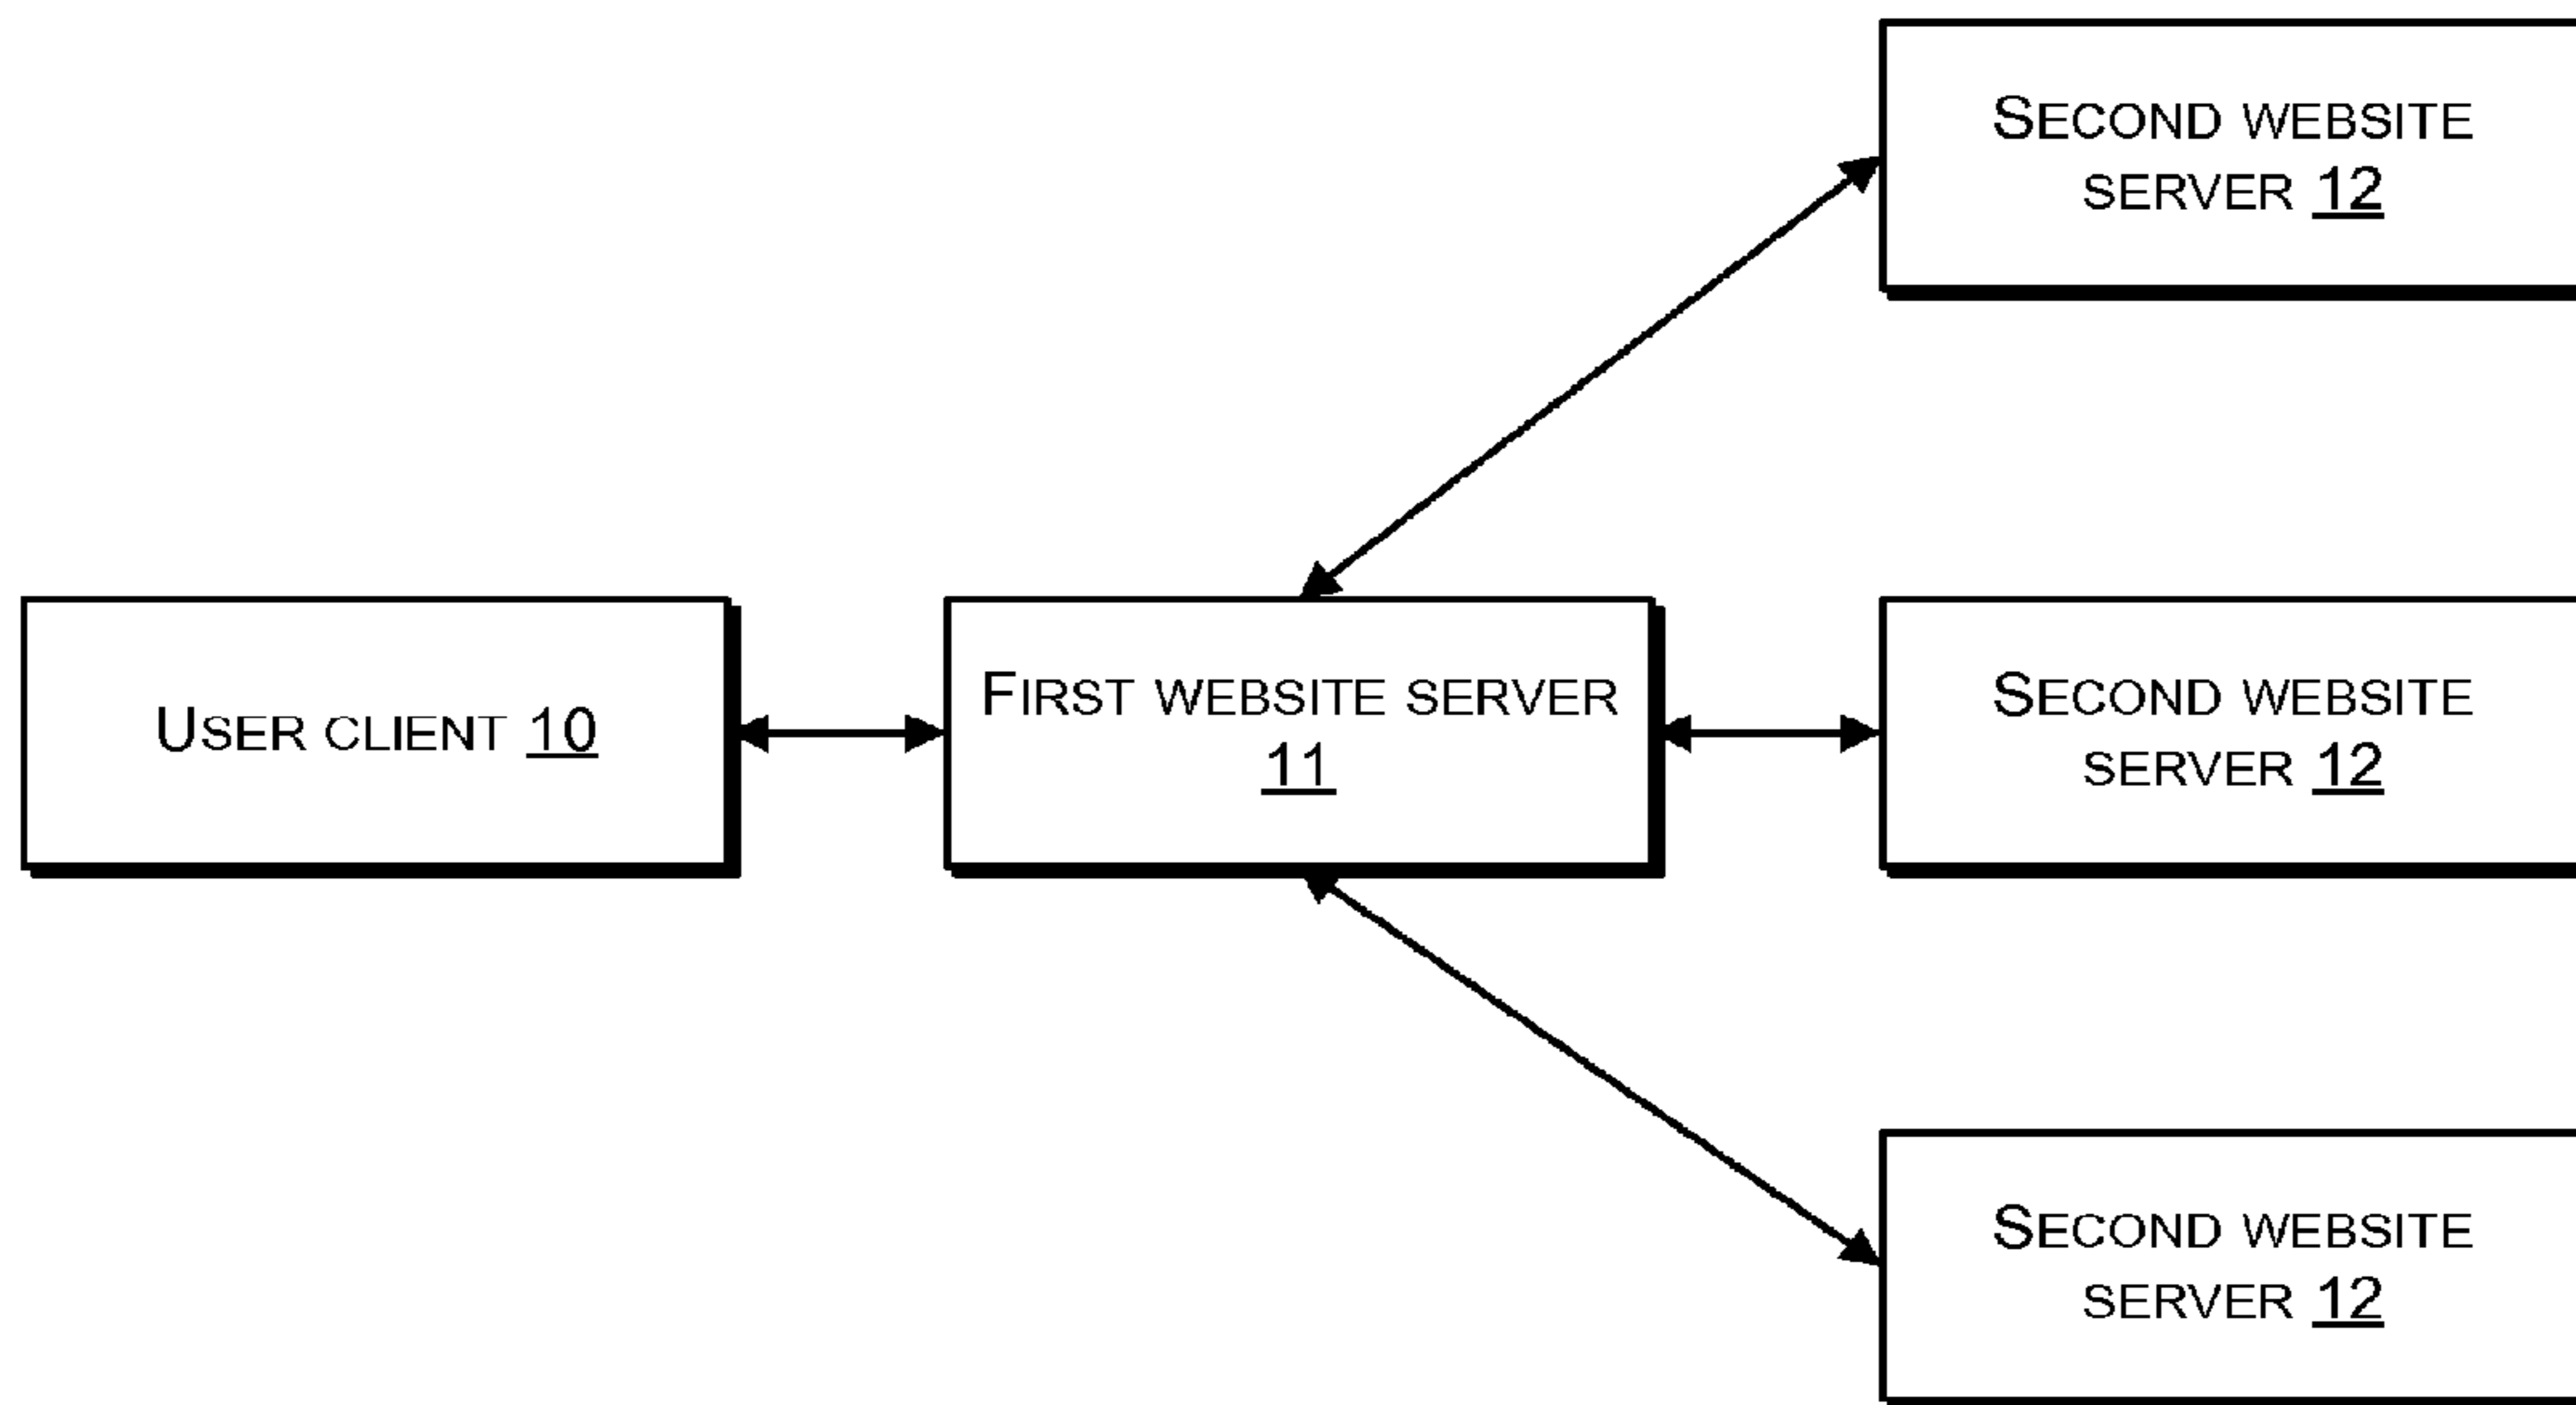 SECOND WEBSITE
SERVER 12
USER CLIENT 10
FIRST WEBSITE SERVER
11
SECOND WEBSITE
SERVER 12
SECOND WEBSITE
SERVER 12